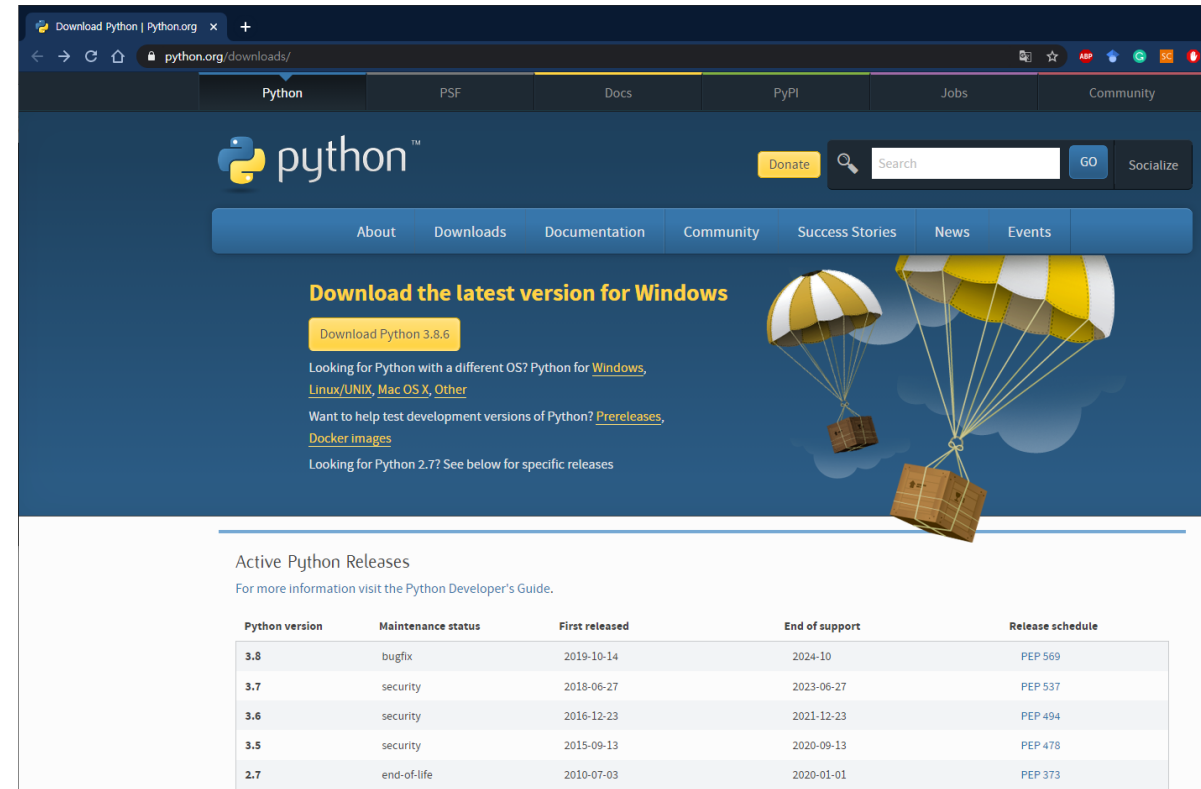 Download Python | Python.org
python.org/downloads/
ABP
G
SC
Python PSF Docs PyPI Jobs Community
python™
Donate Search GO Socialize
About Downloads Documentation Community Success Stories News Events
Download the latest version for Windows
Download Python 3.8.6
Looking for Python with a different OS? Python for Windows,
Linux/UNIX, Mac OS X, Other
Want to help test development versions of Python? Prereleases,
Docker images
Looking for Python 2.7? See below for specific releases
Active Python Releases
For more information visit the Python Developer's Guide.
Python version Maintenance status First released End of support Release schedule
3.8 bugfix 2019-10-14 2024-10 PEP 569
3.7 security 2018-06-27 2023-06-27 PEP 537
3.6 security 2016-12-23 2021-12-23 PEP 494
3.5 security 2015-09-13 2020-09-13 PEP 478
2.7 end-of-life 2010-07-03 2020-01-01 PEP 373